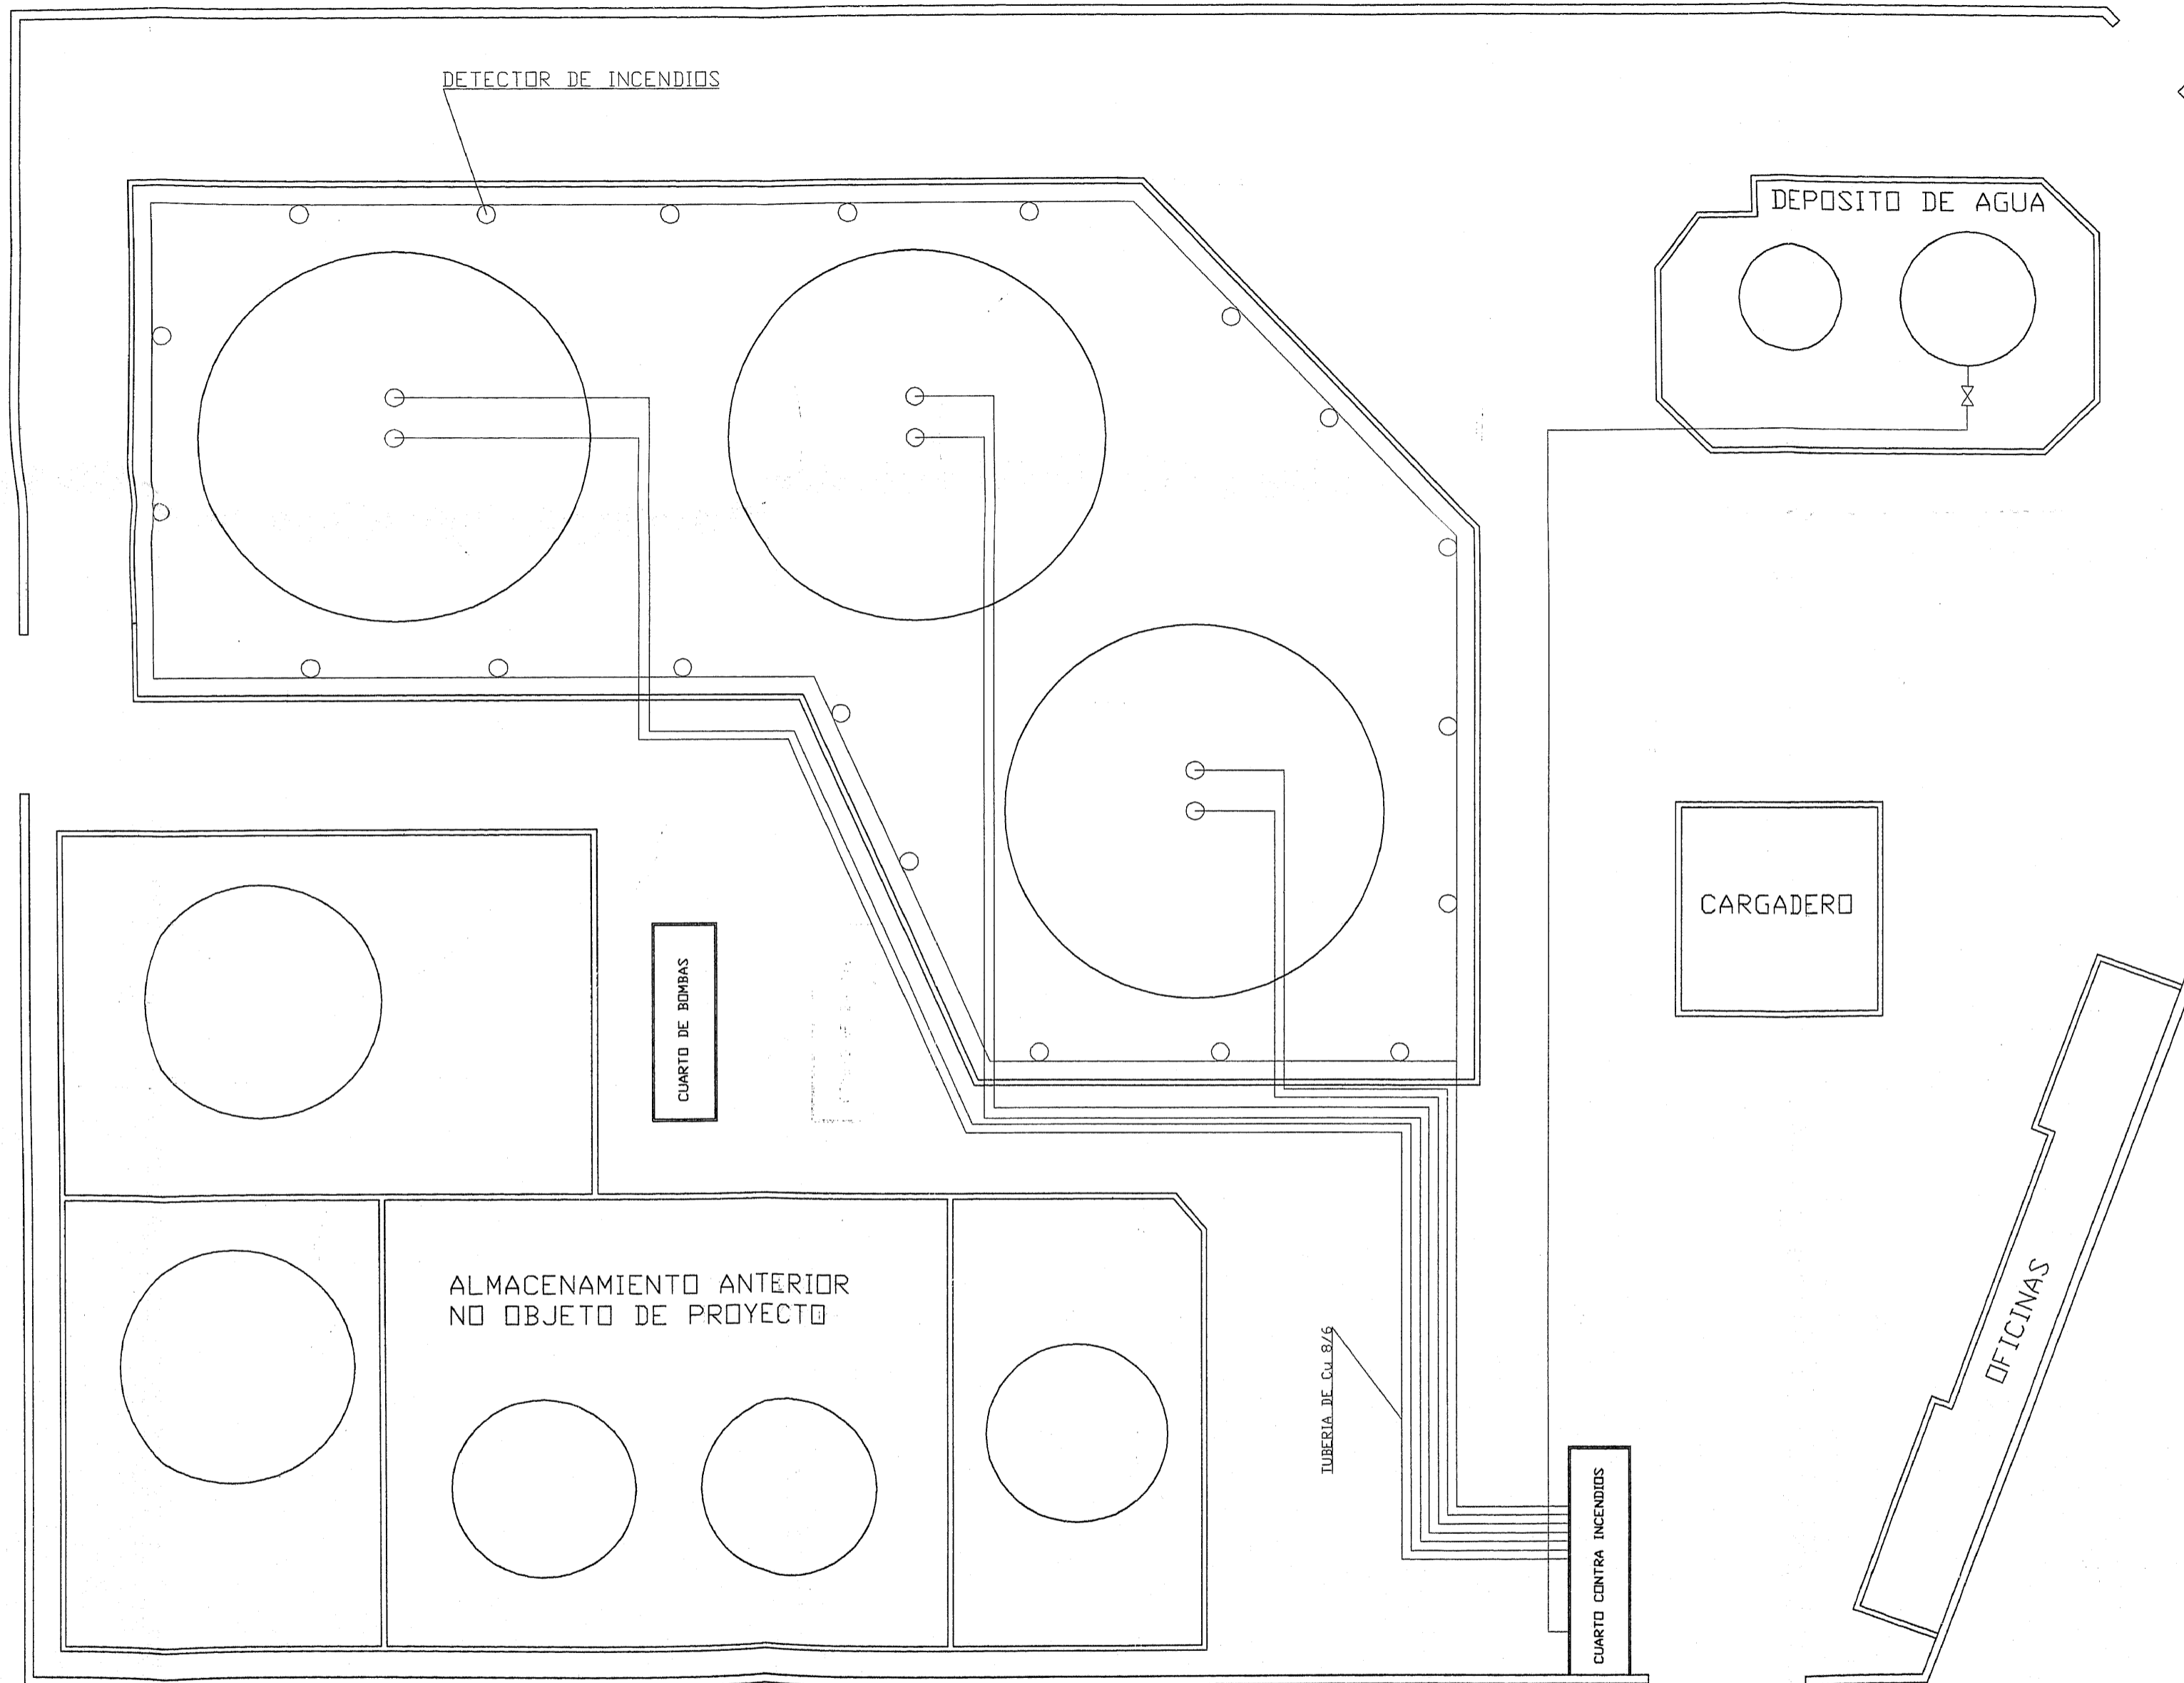 DETECTOR DE INCENDIOS
DEPOSITO DE AGUA
CARGADERO
CUARTO DE BOMBAS
ALMACENAMIENTO ANTERIOR
NO OBJETO DE PROYECTO
TUBERIA DE Cu 8/6
OFICINAS
CUARTO CONTRA INCENDIOS